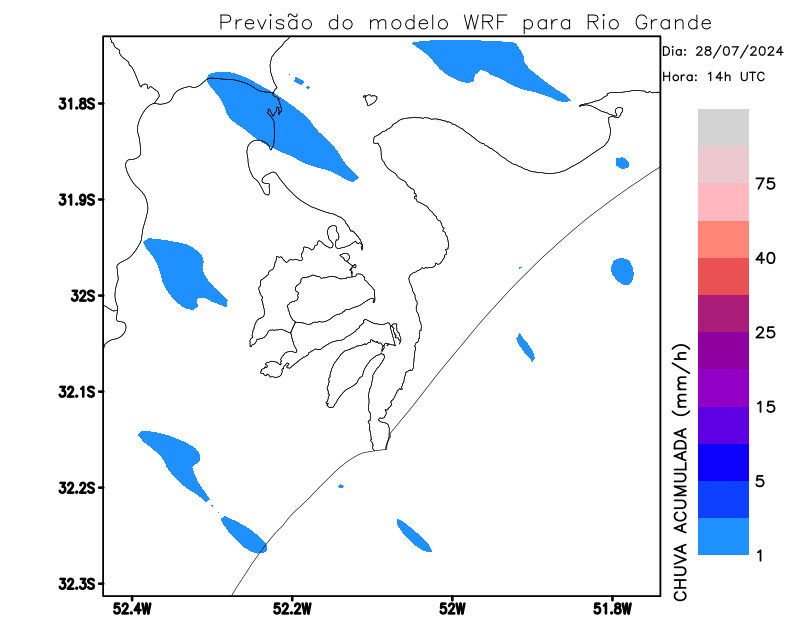 Previsão do modelo WRF para Rio Grande
Dia: 28/07/2024
Hora: 14h UTC
31.8S
31.9S
32S
32.1S
32.2S
32.3S
52.4W
52.2W
52W
51.8W
CHUVA ACUMULADA (mm/h)
75
40
25
15
5
1